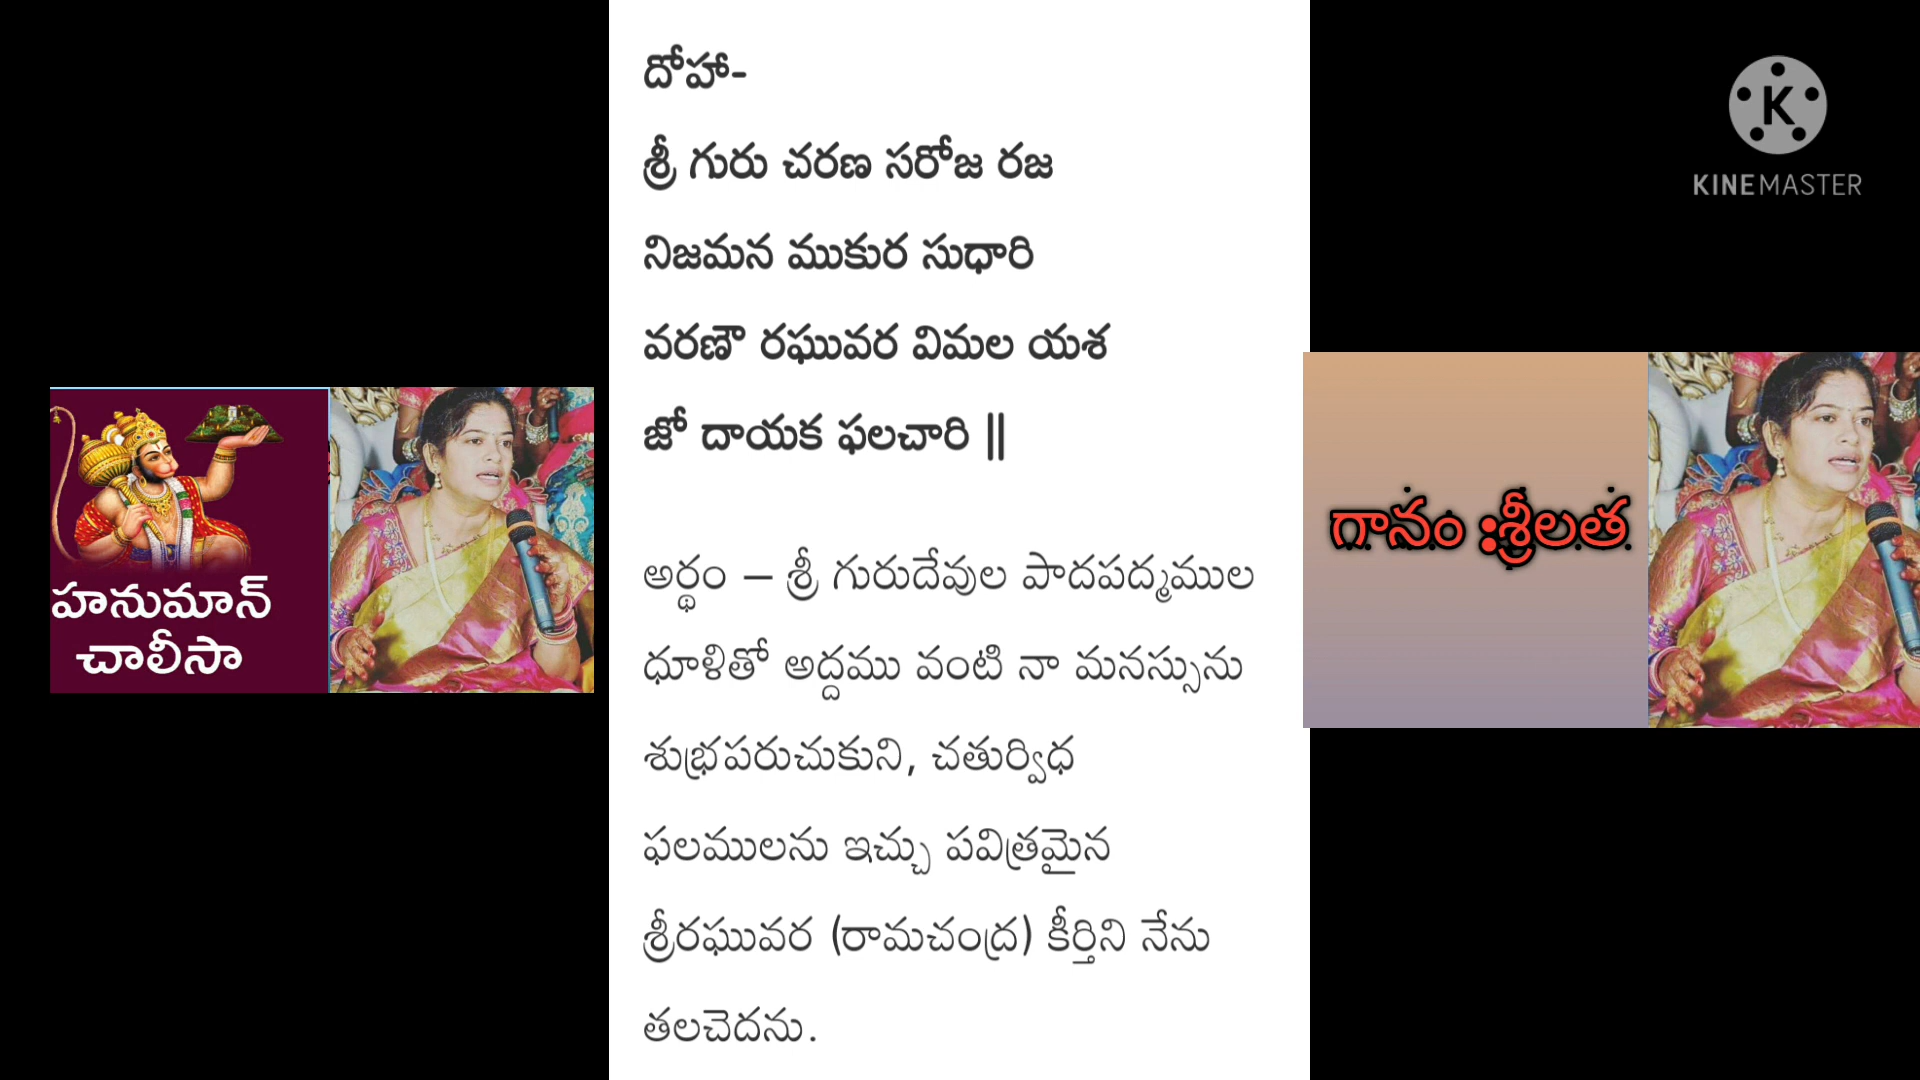 దోహా-
శ్రీ గురు చరణ సరోజ రజ
నిజమన ముకుర సుధారి
వరణౌ రఘువర విమల యశ
జో దాయక ఫలచారి ||
అర్థం – శ్రీ గురుదేవుల పాదపద్మముల
ధూళితో అద్దము వంటి నా మనస్సును
శుభ్రపరుచుకుని, చతుర్విధ
ఫలములను ఇచ్చు పవిత్రమైన
శ్రీరఘువర (రామచంద్ర) కీర్తిని నేను
తలచెదను.
హనుమాన్
చాలీసా
గానం :శ్రీలత
K
KINEMASTER